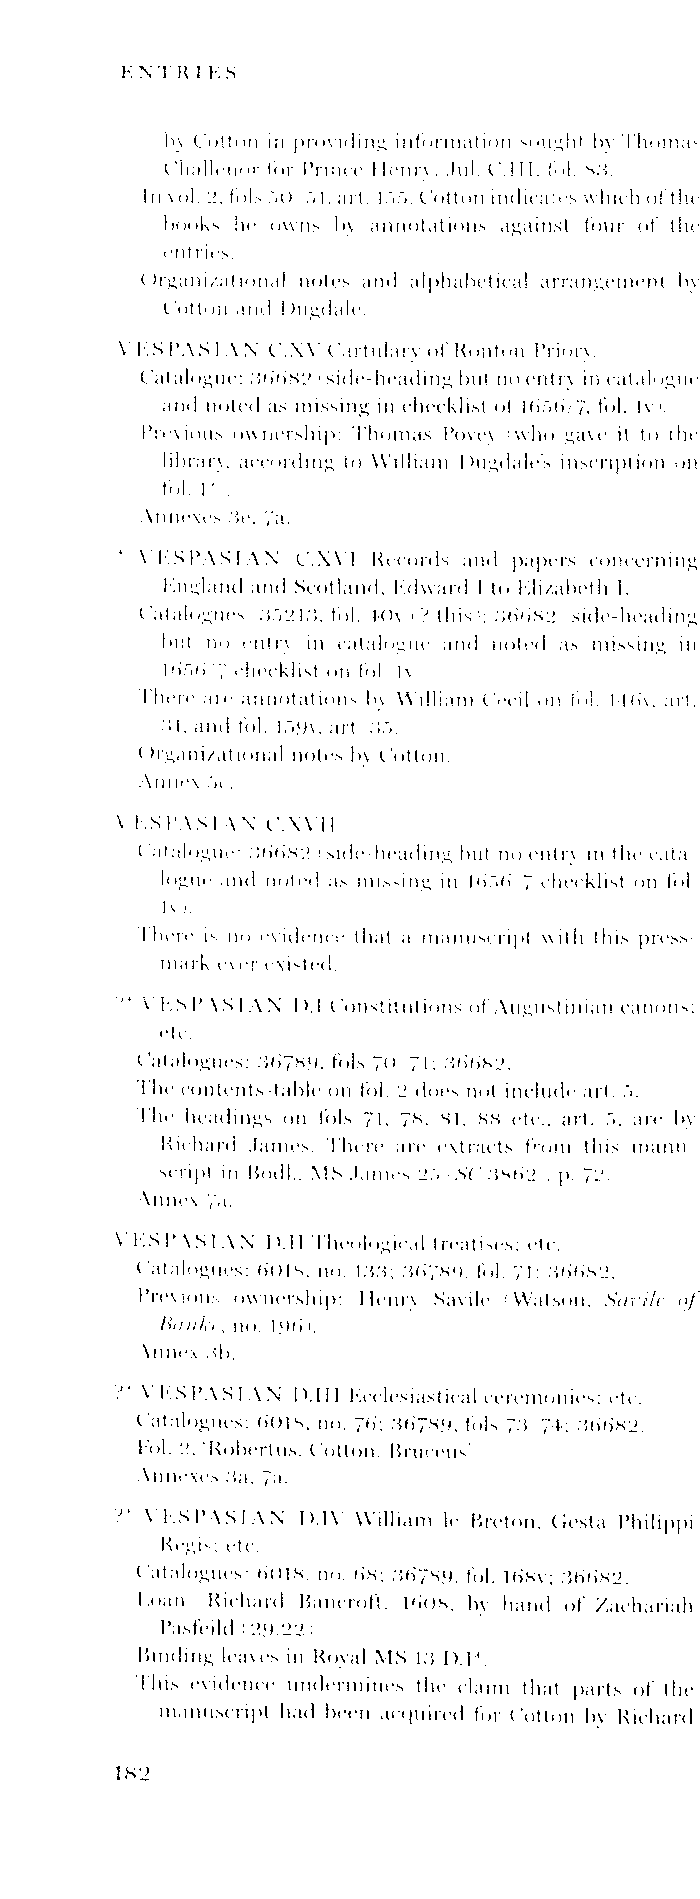 ENTRIES
by Cotton in providing information sought by Thomas
Challenor for Prince Henry, Jul. C.III, fol. 83.
In vol. 2, fols 50–51, art. 155, Cotton indicates which of the
books he owns by annotations against four of the
entries.
Organizational notes and alphabetical arrangement by
Cotton and Dugdale.
VESPASIAN C.XV Cartulary of Ronton Priory.
Catalogue: 36682 (side-heading but no entry in catalogue
and noted as missing in checklist of 1656/7, fol. 1v).
Previous ownership: Thomas Povey (who gave it to the
library, according to William Dugdale's inscription on
fol. 1*).
Annexes 3e, 7a.
* VESPASIAN C.XVI Records and papers concerning
England and Scotland, Edward I to Elizabeth I.
Catalogues: 35213, fol. 40v (? this); 36682 (side-heading
but no entry in catalogue and noted as missing in
1656/7 checklist on fol. 1v
There are annotations by William Cecil on fol. 146v, art.
34, and fol. 159v, art. 35.
Organizational notes by Cotton.
Annex 5c.
VESPASIAN C.XVII
Catalogue: 36682 (side-heading but no entry in the cata-
logue and noted as missing in 1656/7 checklist on fol.
1v).
There is no evidence that a manuscript with this press-
mark ever existed.
?* VESPASIAN D.I Constitutions of Augustinian canons;
etc.
Catalogues: 36789, fols 70–71; 36682.
The contents-table on fol. 2 does not include art. 5.
The headings on fols 71, 78, 81, 88 etc., art. 5, are by
Richard James. There are extracts from this manu-
script in Bodl., MS James 25 (SC 3862), p. 72.
Annex 7a.
VESPASIAN D.II Theological treatises; etc.
Catalogues: 6018, no. 133; 36789, fol. 71; 36682.
Previous ownership: Henry Savile (Watson, Savile of
Banke, no. 196).
Annex 3b.
?* VESPASIAN D.III Ecclesiastical ceremonies; etc.
Catalogues: 6018, no. 76; 36789, fols 73–74; 36682.
Fol. 2, 'Robertus. Cotton. Bruceus'
Annexes 3a, 7a.
?* VESPASIAN D.IV William le Breton, Gesta Philippi
Regis; etc.
Catalogues: 6018, no. 68; 36789, fol. 168v; 36682.
Loan: Richard Bancroft, 1608, by hand of Zachariah
Pasfeild (29.22)
Binding leaves in Royal MS 13 D.I*.
This evidence undermines the claim that parts of the
manuscript had been acquired for Cotton by Richard
182